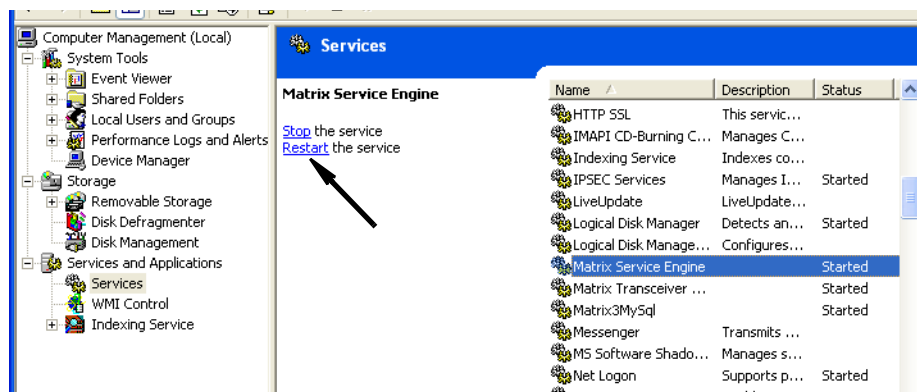 Computer Management (Local)
System Tools
Event Viewer
Shared Folders
Local Users and Groups
Performance Logs and Alerts
Device Manager
Storage
Removable Storage
Disk Defragmenter
Disk Management
Services and Applications
Services
WMI Control
Indexing Service
Services
Matrix Service Engine
Stop the service
Restart the service
Name Description Status
HTTP SSL This servic...
IMAPI CD-Burning C... Manages C...
Indexing Service Indexes co...
IPSEC Services Manages I... Started
LiveUpdate LiveUpdate...
Logical Disk Manager Detects an... Started
Logical Disk Manage... Configures...
Matrix Service Engine Started
Matrix Transceiver ... Started
Matrix3MySql Started
Messenger Transmits ...
MS Software Shado... Manages s...
Net Logon Supports p... Started